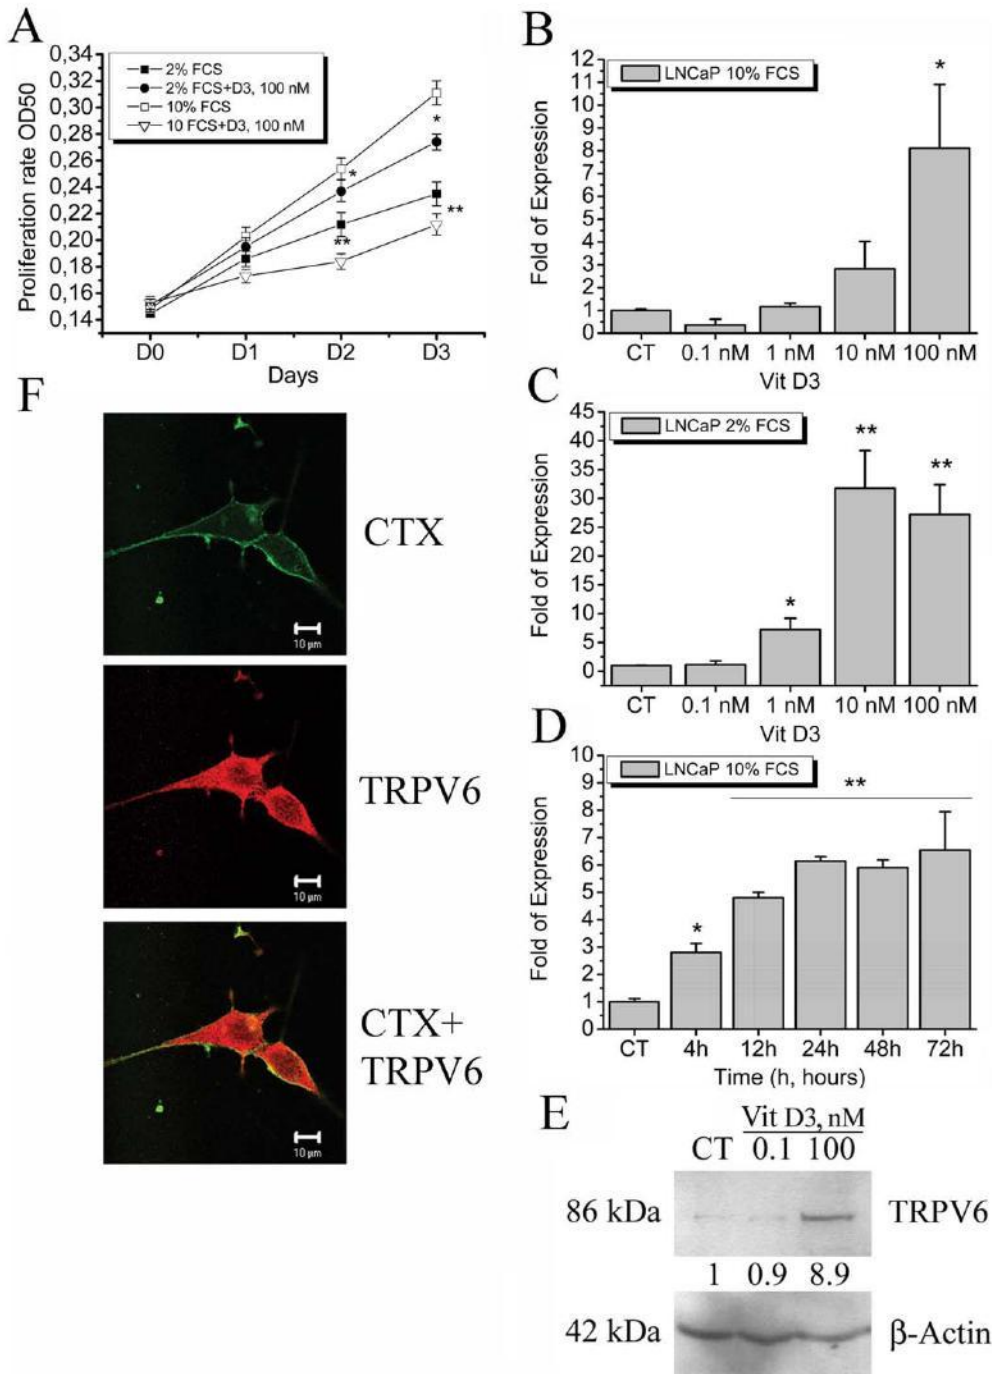 A
0,34
0,32
0,30
0,28
0,26
0,24
0,22
0,20
0,18
0,16
0,14
Proliferation rate OD50
2% FCS
2% FCS+D3, 100 nM
10% FCS
10 FCS+D3, 100 nM
*
*
**
**
D0 D1 D2 D3
Days
B
12
11
10
9
8
7
6
5
4
3
2
1
0
Fold of Expression
LNCaP 10% FCS
*
CT 0.1 nM 1 nM 10 nM 100 nM
Vit D3
C
45
40
35
30
25
20
15
10
5
0
Fold of Expression
LNCaP 2% FCS
**
**
*
CT 0.1 nM 1 nM 10 nM 100 nM
Vit D3
D
10
9
8
7
6
5
4
3
2
1
0
Fold of Expression
LNCaP 10% FCS
**
*
CT 4h 12h 24h 48h 72h
Time (h, hours)
E
Vit D3, nM
CT 0.1 100
86 kDa
TRPV6
1 0.9 8.9
42 kDa
β-Actin
F
CTX
10 µm
TRPV6
10 µm
CTX+
TRPV6
10 µm